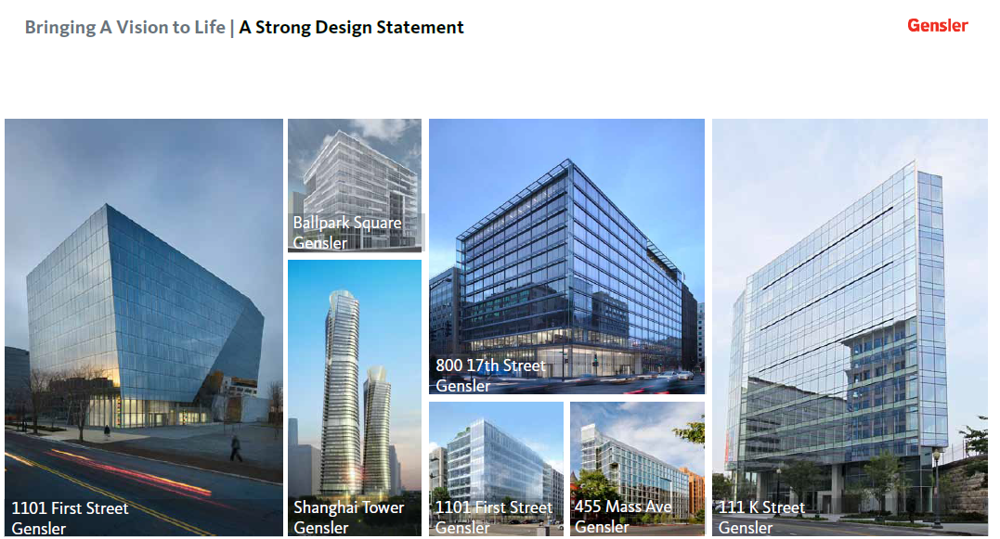 Bringing A Vision to Life | A Strong Design Statement
Gensler
1101 First Street
Gensler
Ballpark Square
Gensler
Shanghai Tower
Gensler
800 17th Street
Gensler
1101 First Street
Gensler
455 Mass Ave
Gensler
111 K Street
Gensler